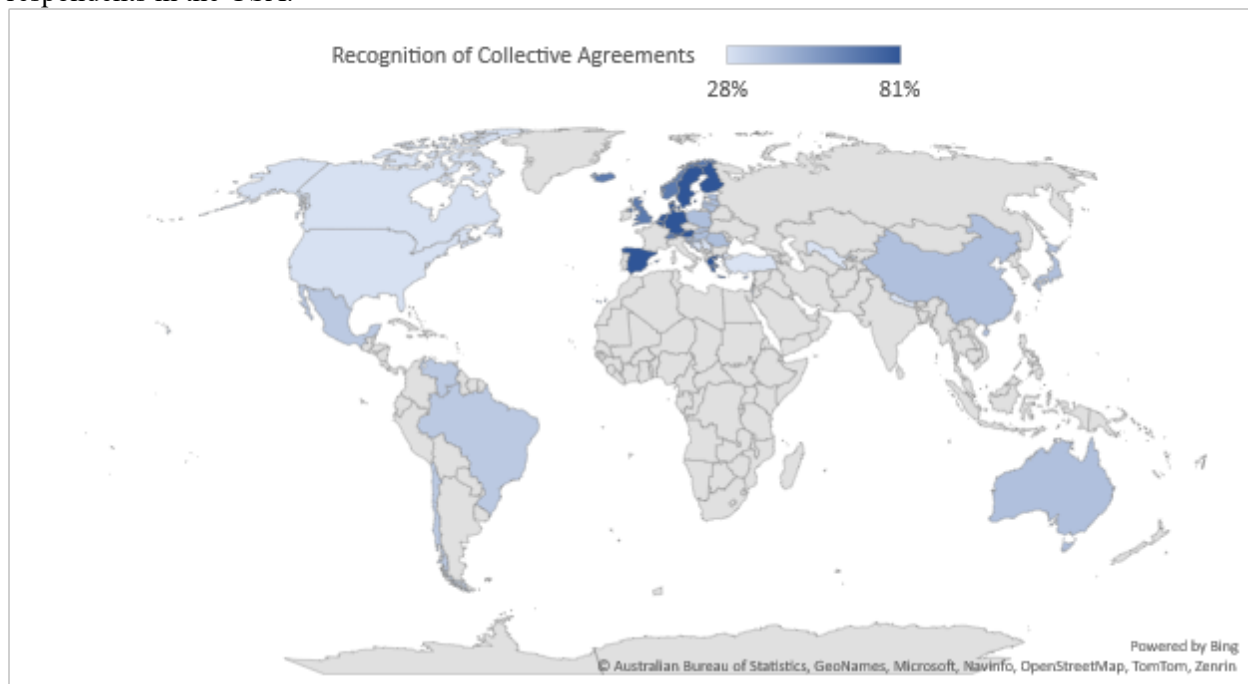 Recognition of Collective Agreements
28% 81%
Powered by Bing
© Australian Bureau of Statistics, GeoNames, Microsoft, Navinfo, OpenStreetMap, TomTom, Zenrin